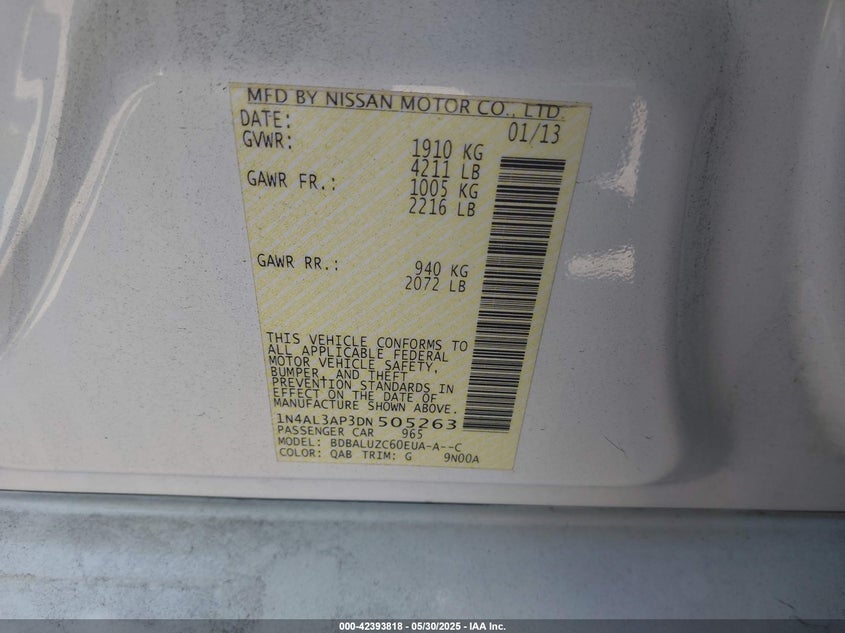 MFD BY NISSAN MOTOR CO., LTD.
DATE: 01/13
GVWR: 1910 KG
4211 LB
GAWR FR.: 1005 KG
2216 LB
GAWR RR.: 940 KG
2072 LB
THIS VEHICLE CONFORMS TO
ALL APPLICABLE FEDERAL
MOTOR VEHICLE SAFETY,
BUMPER, AND THEFT
PREVENTION STANDARDS IN
EFFECT ON THE DATE OF
MANUFACTURE SHOWN ABOVE.
1N4AL3AP3DN 505263
PASSENGER CAR 965
MODEL: BDBALUZC60EUA-A--C
COLOR: QAB TRIM: G 9N00A
000-42393818 - 05/30/2025 - IAA Inc.